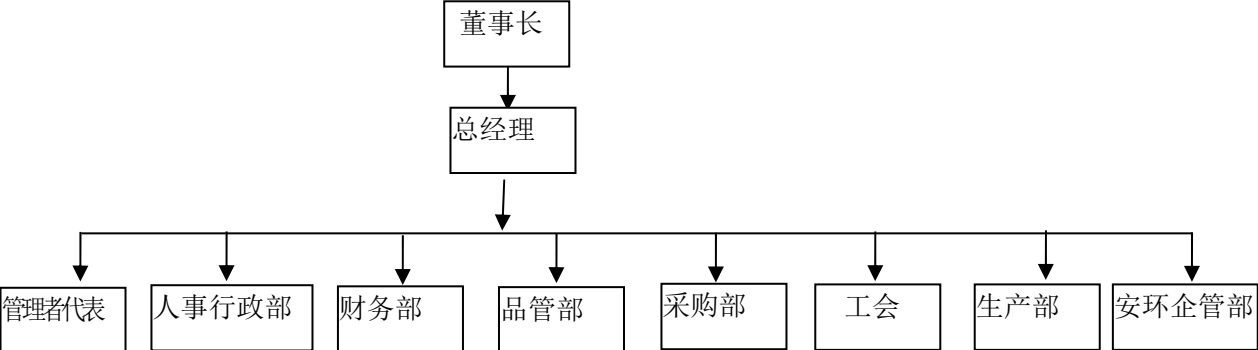 董事长
总经理
管理者代表
人事行政部
财务部
品管部
采购部
工会
生产部
安环企管部